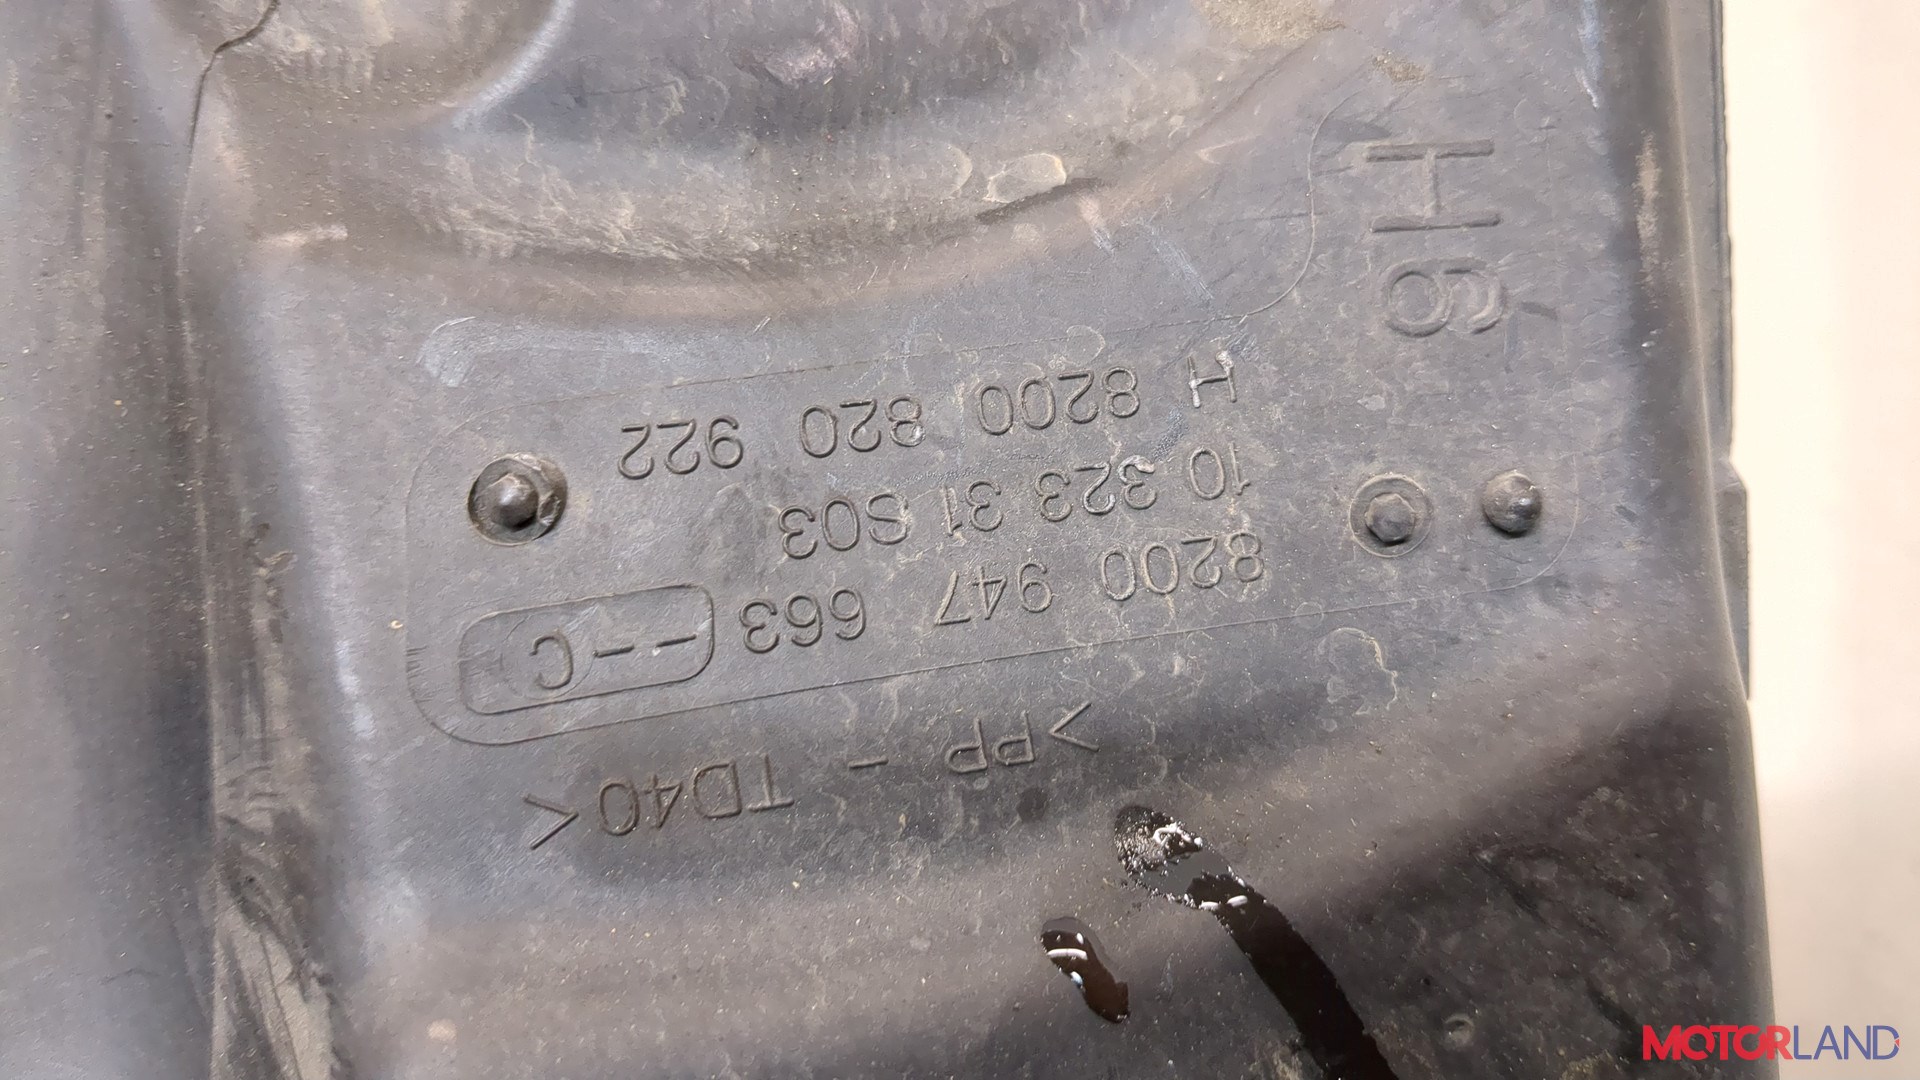 >PP - TD40<
8200 947 663 --C
10 323 31 S03
H 8200 820 922
H6
MOTORLAND